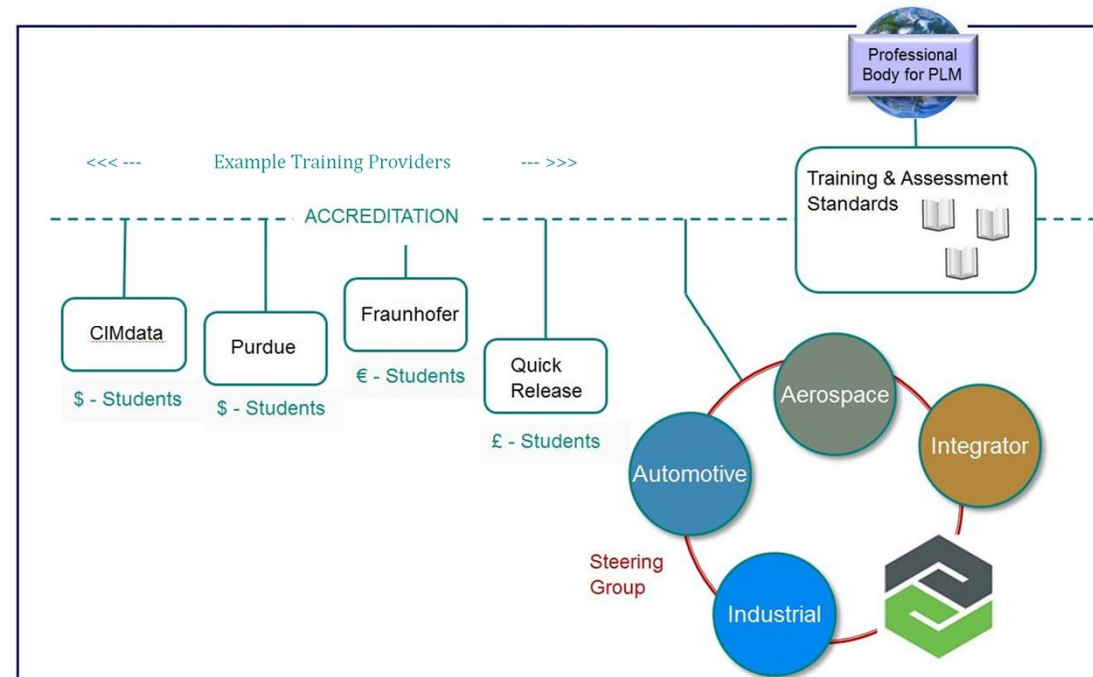 Professional
Body for PLM
<<< --- Example Training Providers --- >>>
Training & Assessment
Standards
ACCREDITATION
CIMdata
$ - Students
Purdue
$ - Students
Fraunhofer
€ - Students
Quick
Release
£ - Students
Aerospace
Integrator
Automotive
Steering
Group
Industrial